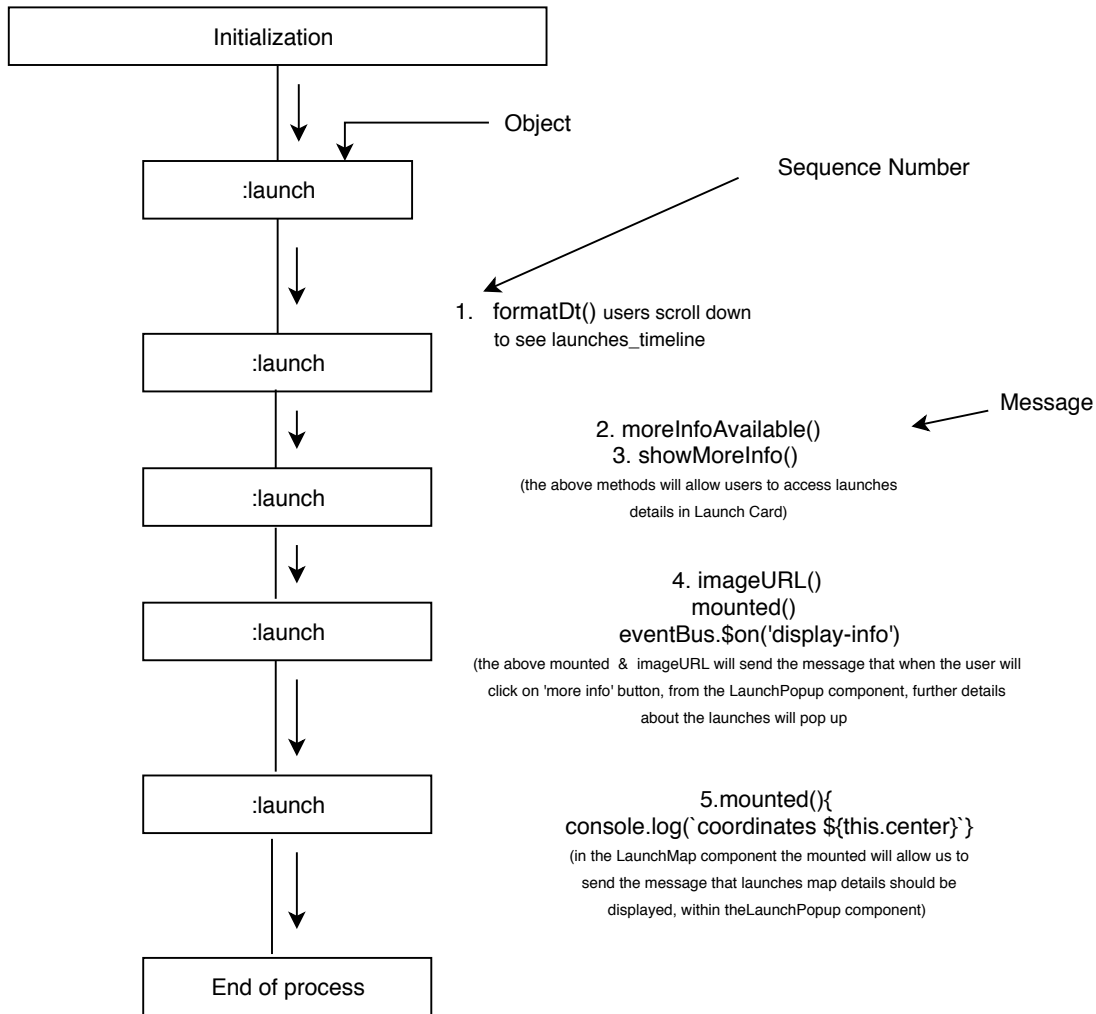 Initialization
Object
:launch
Sequence Number
1. formatDt() users scroll down
to see launches_timeline
:launch
Message
2. moreInfoAvailable()
3. showMoreInfo()
(the above methods will allow users to access launches
details in Launch Card)
:launch
4. imageURL()
mounted()
eventBus.$on('display-info')
(the above mounted & imageURL will send the message that when the user will
click on 'more info' button, from the LaunchPopup component, further details
about the launches will pop up
:launch
5.mounted(){
console.log(`coordinates ${this.center}`}
(in the LaunchMap component the mounted will allow us to
send the message that launches map details should be
displayed, within theLaunchPopup component)
:launch
End of process